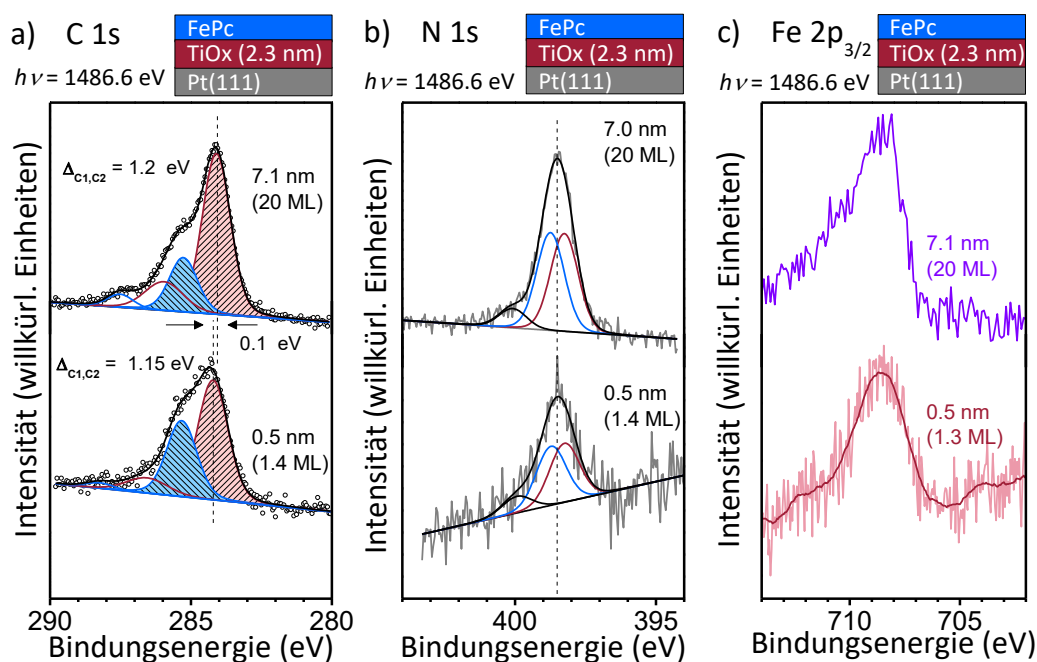 a) C 1s
hν = 1486.6 eV
FePc
TiOx (2.3 nm)
Pt(111)
Intensität (willkürl. Einheiten)
ΔC1,C2 = 1.2 eV
7.1 nm
(20 ML)
0.1 eV
ΔC1,C2 = 1.15 eV
0.5 nm
(1.4 ML)
290 285 280
Bindungsenergie (eV)
b) N 1s
hν = 1486.6 eV
FePc
TiOx (2.3 nm)
Pt(111)
Intensität (willkürl. Einheiten)
7.0 nm
(20 ML)
0.5 nm
(1.4 ML)
400 395
Bindungsenergie (eV)
c) Fe 2p3/2
hν = 1486.6 eV
FePc
TiOx (2.3 nm)
Pt(111)
Intensität (willkürl. Einheiten)
7.1 nm
(20 ML)
0.5 nm
(1.3 ML)
710 705
Bindungsenergie (eV)